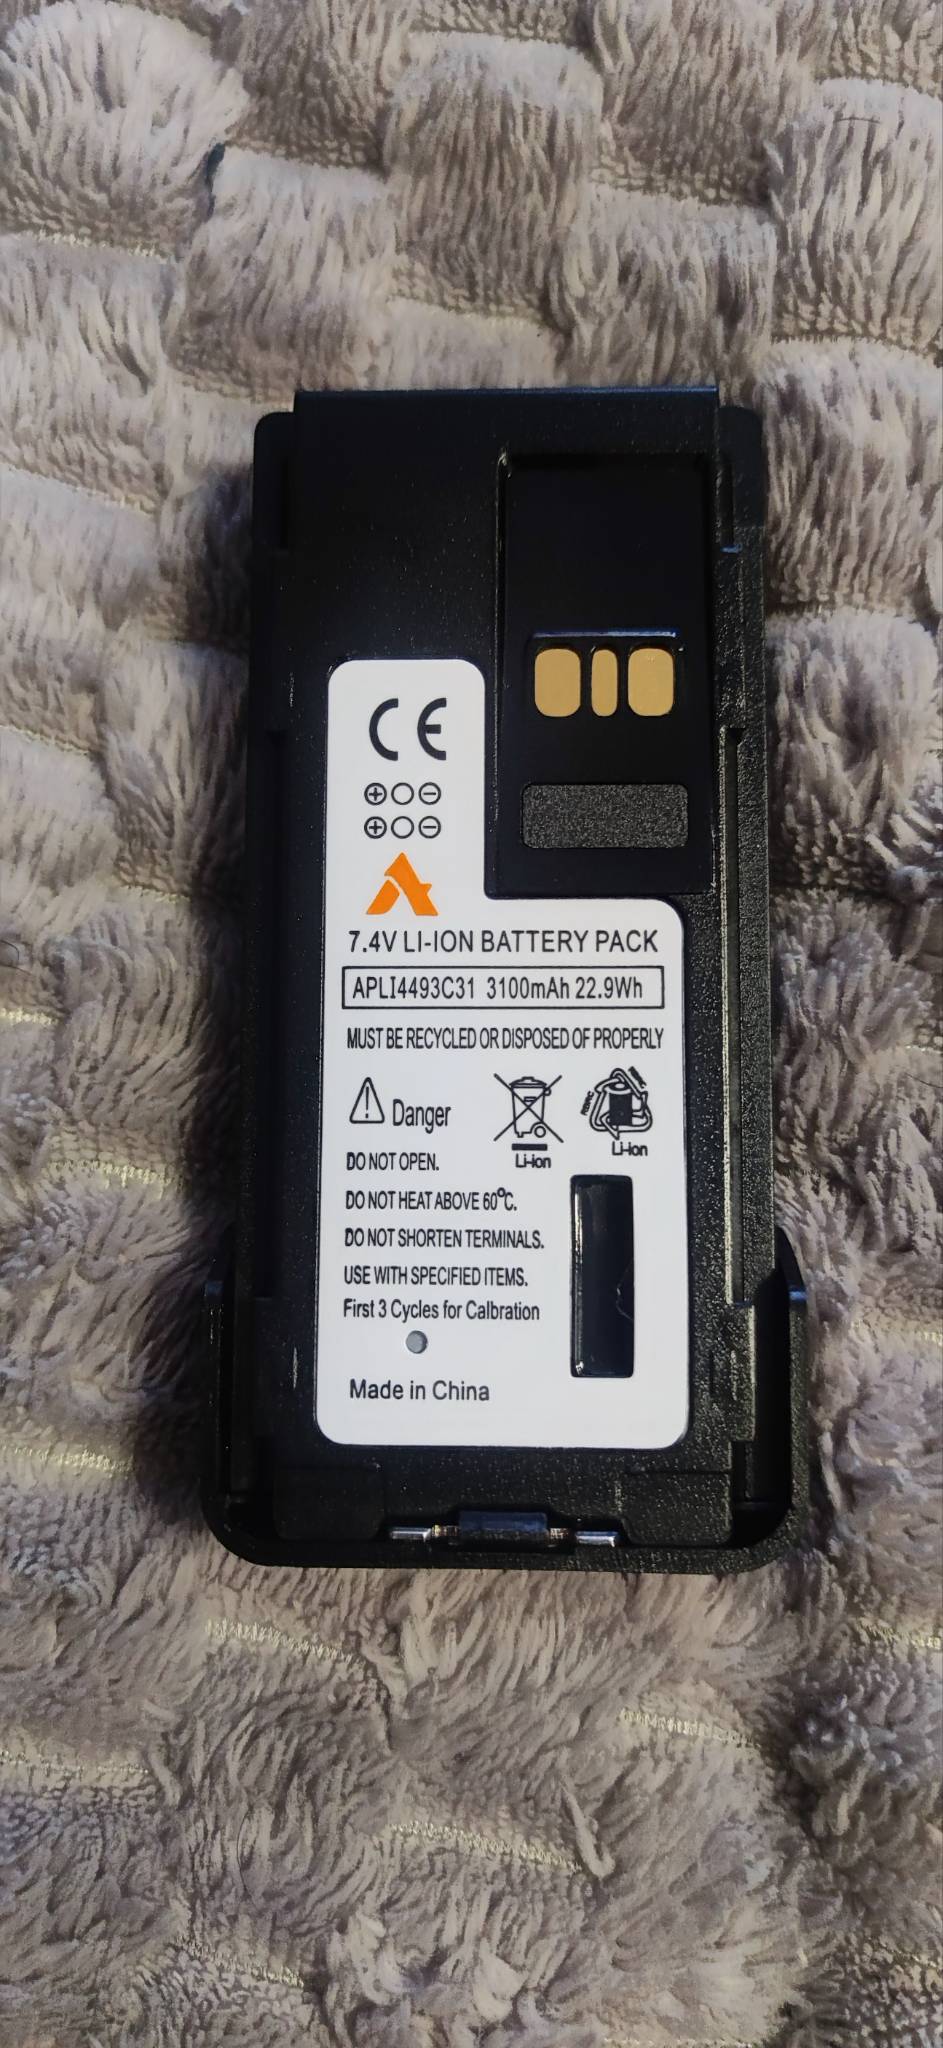 CE
7.4V LI-ION BATTERY PACK
APLI4493C31 3100mAh 22.9Wh
MUST BE RECYCLED OR DISPOSED OF PROPERLY
Danger
Li-ion
Li-ion
DO NOT OPEN.
DO NOT HEAT ABOVE 60°C.
DO NOT SHORTEN TERMINALS.
USE WITH SPECIFIED ITEMS.
First 3 Cycles for Calbration
Made in China